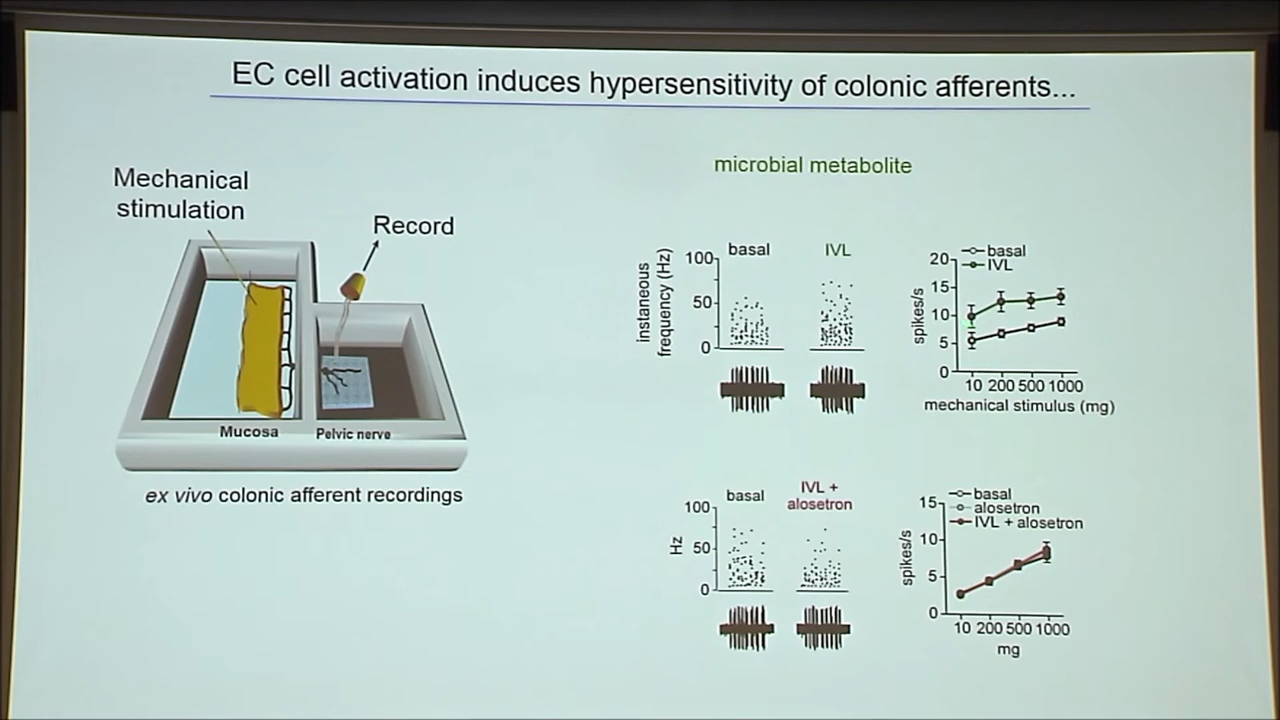 EC cell activation induces hypersensitivity of colonic afferents...
Mechanical
stimulation
Record
Mucosa
Pelvic nerve
ex vivo colonic afferent recordings
microbial metabolite
instaneous
frequency (Hz)
100
50
0
basal
IVL
spikes/s
20
15
10
5
0
basal
IVL
10 200 500 1000
mechanical stimulus (mg)
Hz
100
50
0
basal
IVL +
alosetron
spikes/s
15
10
5
0
basal
alosetron
IVL + alosetron
10 200 500 1000
mg